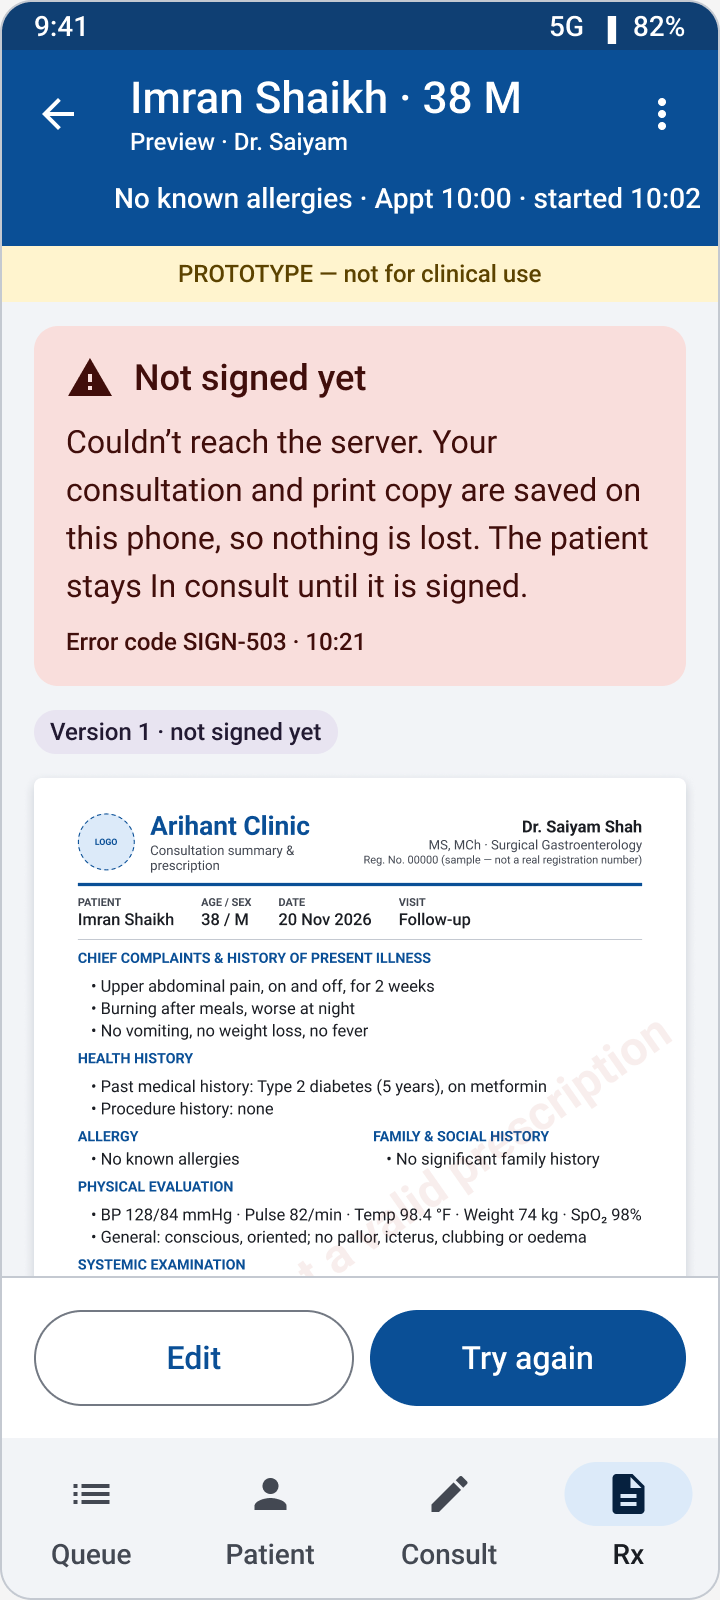 9:41
5G 82%
Imran Shaikh · 38 M
Preview · Dr. Saiyam
No known allergies · Appt 10:00 · started 10:02
PROTOTYPE — not for clinical use
Not signed yet
Couldn’t reach the server. Your
consultation and print copy are saved on
this phone, so nothing is lost. The patient
stays In consult until it is signed.
Error code SIGN-503 · 10:21
Version 1 · not signed yet
LOGO
Arihant Clinic
Consultation summary &
prescription
Dr. Saiyam Shah
MS, MCh · Surgical Gastroenterology
Reg. No. 00000 (sample — not a real registration number)
PATIENT AGE / SEX DATE VISIT
Imran Shaikh 38 / M 20 Nov 2026 Follow-up
CHIEF COMPLAINTS & HISTORY OF PRESENT ILLNESS
• Upper abdominal pain, on and off, for 2 weeks
• Burning after meals, worse at night
• No vomiting, no weight loss, no fever
HEALTH HISTORY
• Past medical history: Type 2 diabetes (5 years), on metformin
• Procedure history: none
ALLERGY FAMILY & SOCIAL HISTORY
• No known allergies • No significant family history
PHYSICAL EVALUATION
• BP 128/84 mmHg · Pulse 82/min · Temp 98.4 °F · Weight 74 kg · SpO₂ 98%
• General: conscious, oriented; no pallor, icterus, clubbing or oedema
SYSTEMIC EXAMINATION
a valid prescription
Edit
Try again
Queue
Patient
Consult
Rx